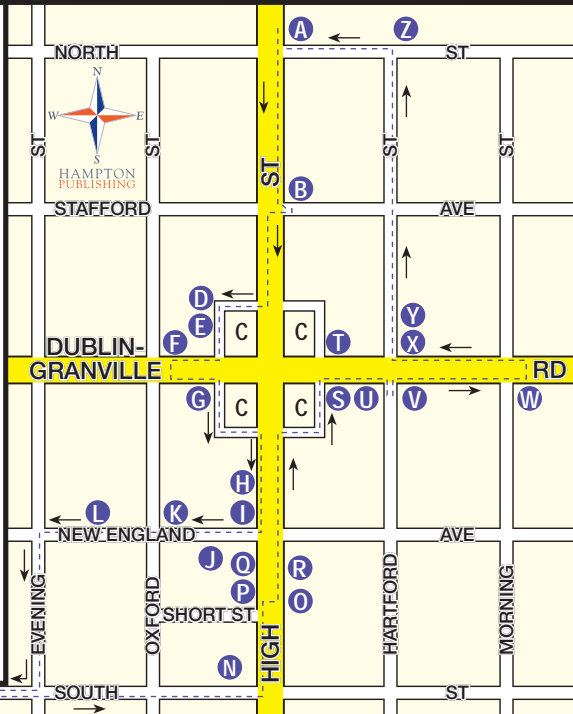 A
Z
NORTH
ST
N
W E
S
HAMPTON
PUBLISHING
ST
ST
ST
ST
ST
B
STAFFORD
AVE
D
E
C
C
Y
F
T
X
DUBLIN-
GRANVILLE
RD
G
C
C
S
U
V
W
H
L
K
I
NEW ENGLAND
AVE
J
Q
R
P
O
SHORT ST
EVENING
OXFORD
HIGH
HARTFORD
MORNING
N
SOUTH
ST